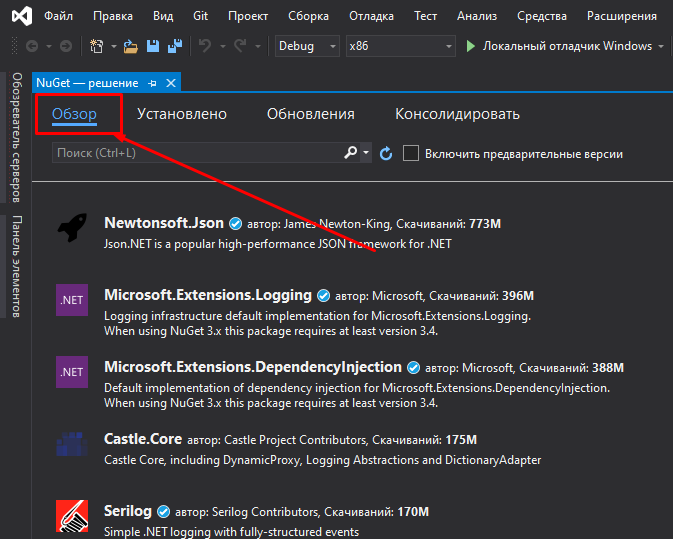 Файл Правка Вид Git Проект Сборка Отладка Тест Анализ Средства Расширения
Debug x86 Локальный отладчик Windows
Обозреватель серверов
Панель элементов
NuGet — решение
Обзор Установлено Обновления Консолидировать
Поиск (Ctrl+L) Включить предварительные версии
Newtonsoft.Json автор: James Newton-King, Скачиваний: 773M
Json.NET is a popular high-performance JSON framework for .NET
.NET
Microsoft.Extensions.Logging автор: Microsoft, Скачиваний: 396M
Logging infrastructure default implementation for Microsoft.Extensions.Logging.
When using NuGet 3.x this package requires at least version 3.4.
.NET
Microsoft.Extensions.DependencyInjection автор: Microsoft, Скачиваний: 388M
Default implementation of dependency injection for Microsoft.Extensions.DependencyInjection.
When using NuGet 3.x this package requires at least version 3.4.
Castle.Core автор: Castle Project Contributors, Скачиваний: 175M
Castle Core, including DynamicProxy, Logging Abstractions and DictionaryAdapter
Serilog автор: Serilog Contributors, Скачиваний: 170M
Simple .NET logging with fully-structured events